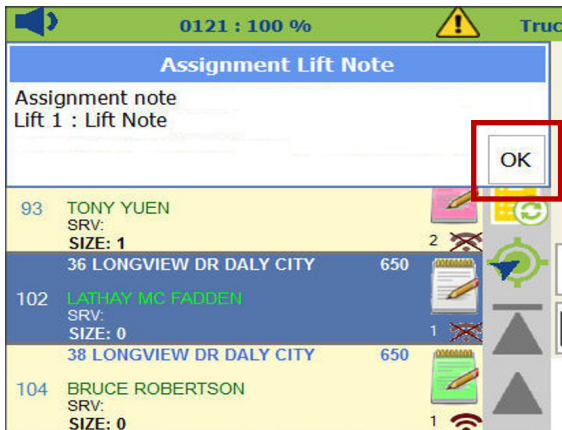 0121 : 100 %
Truc
Assignment Lift Note
Assignment note
Lift 1 : Lift Note
OK
93 TONY YUEN
SRV:
SIZE: 1 2
36 LONGVIEW DR DALY CITY 650
102 LATHAY MC FADDEN
SRV:
SIZE: 0 1
38 LONGVIEW DR DALY CITY 650
104 BRUCE ROBERTSON
SRV:
SIZE: 0 1